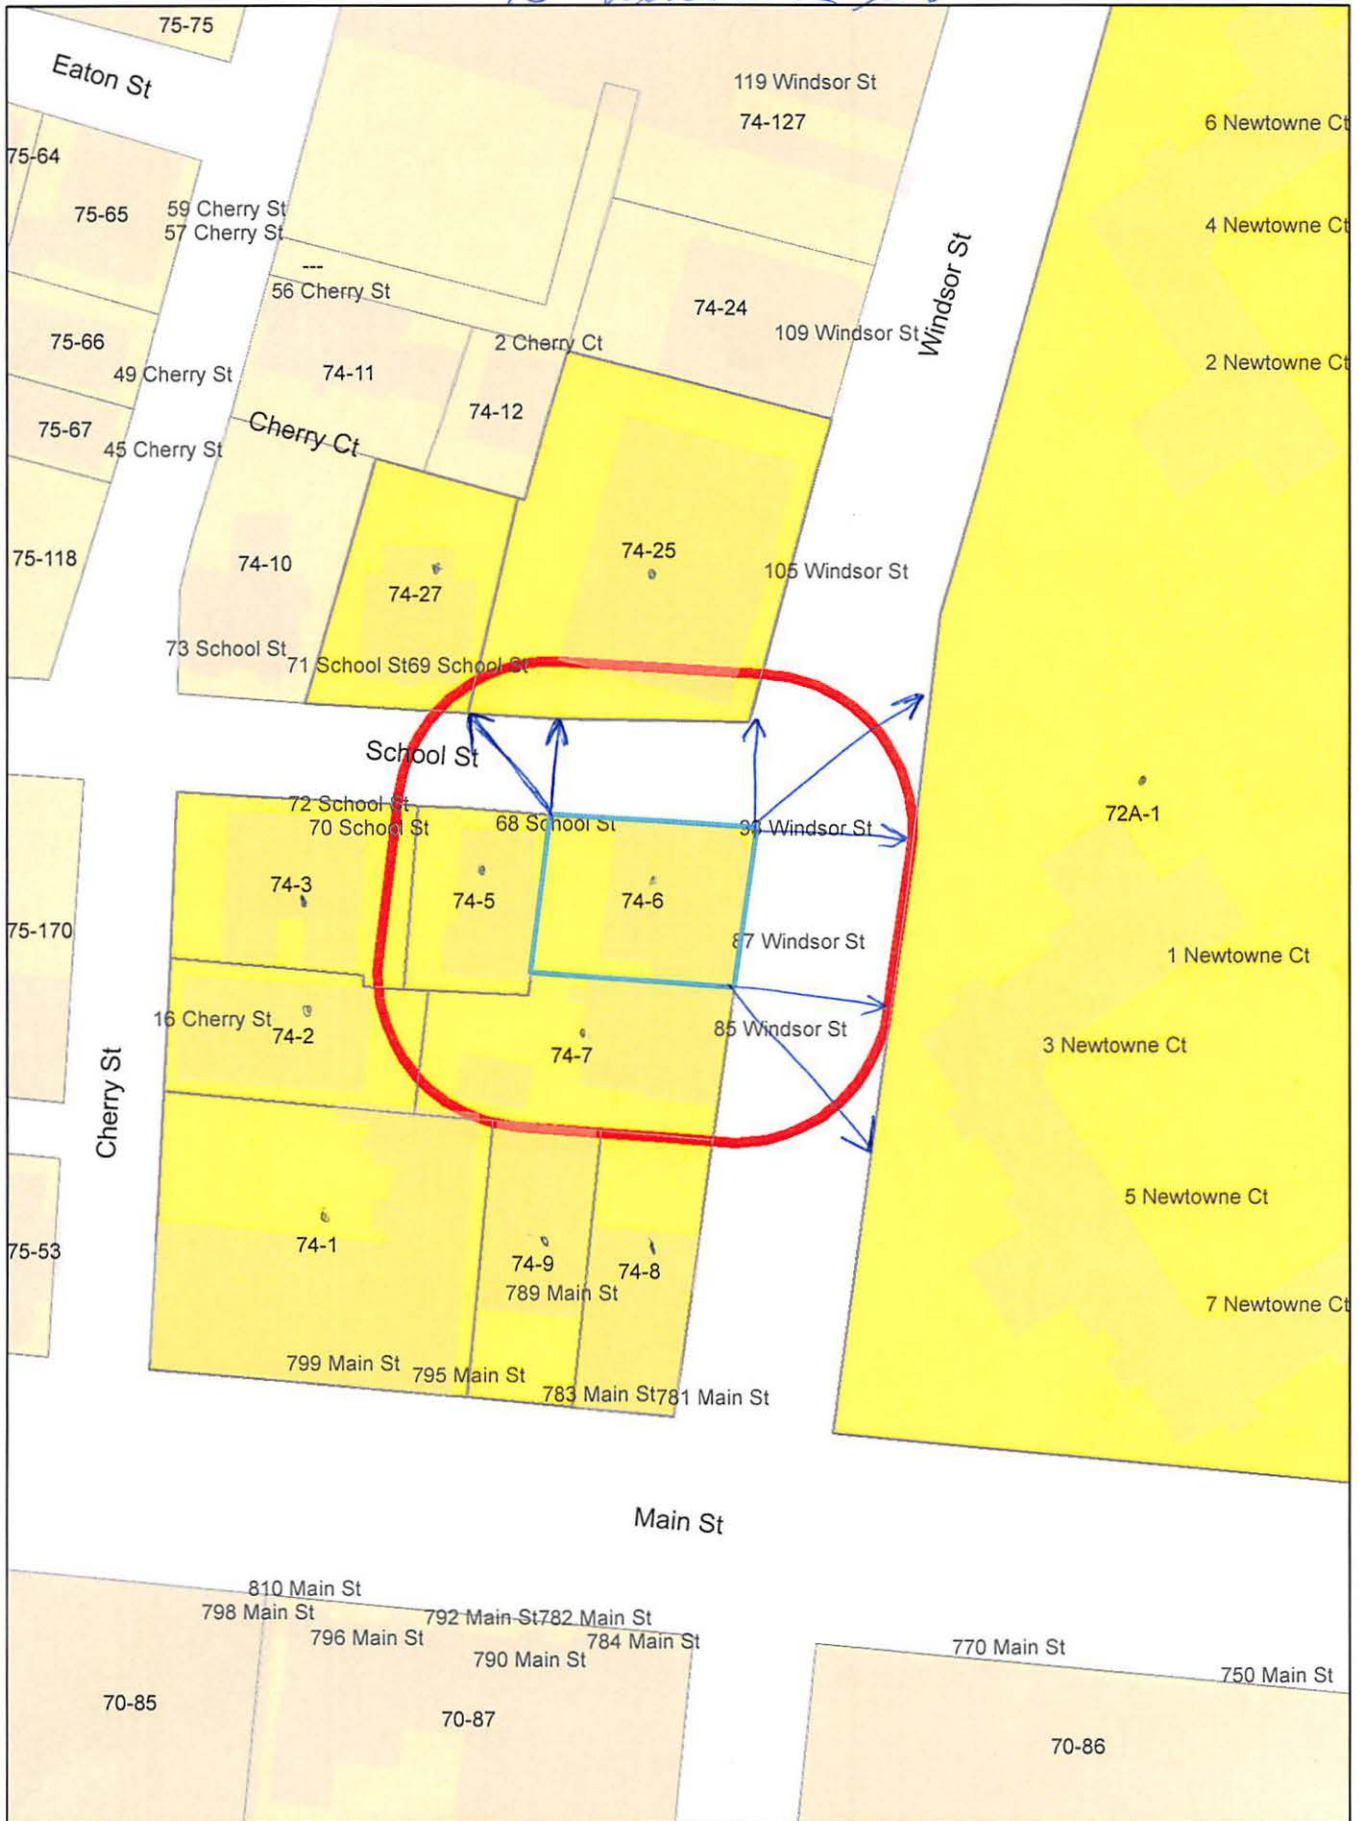 75-75
Eaton St
119 Windsor St
74-127
6 Newtowne Ct
75-64
75-65
59 Cherry St
57 Cherry St
4 Newtowne Ct
Windsor St
---
56 Cherry St
74-24
109 Windsor St
75-66
2 Cherry Ct
2 Newtowne Ct
49 Cherry St
74-11
74-12
75-67
Cherry Ct
45 Cherry St
75-118
74-10
74-27
74-25
105 Windsor St
73 School St
71 School St
69 School St
School St
72 School St
70 School St
68 School St
93 Windsor St
72A-1
74-3
74-5
74-6
75-170
87 Windsor St
1 Newtowne Ct
16 Cherry St
74-2
74-7
85 Windsor St
3 Newtowne Ct
Cherry St
5 Newtowne Ct
75-53
74-1
74-9
74-8
789 Main St
7 Newtowne Ct
799 Main St
795 Main St
783 Main St
781 Main St
Main St
810 Main St
798 Main St
792 Main St
782 Main St
796 Main St
784 Main St
790 Main St
770 Main St
750 Main St
70-85
70-87
70-86